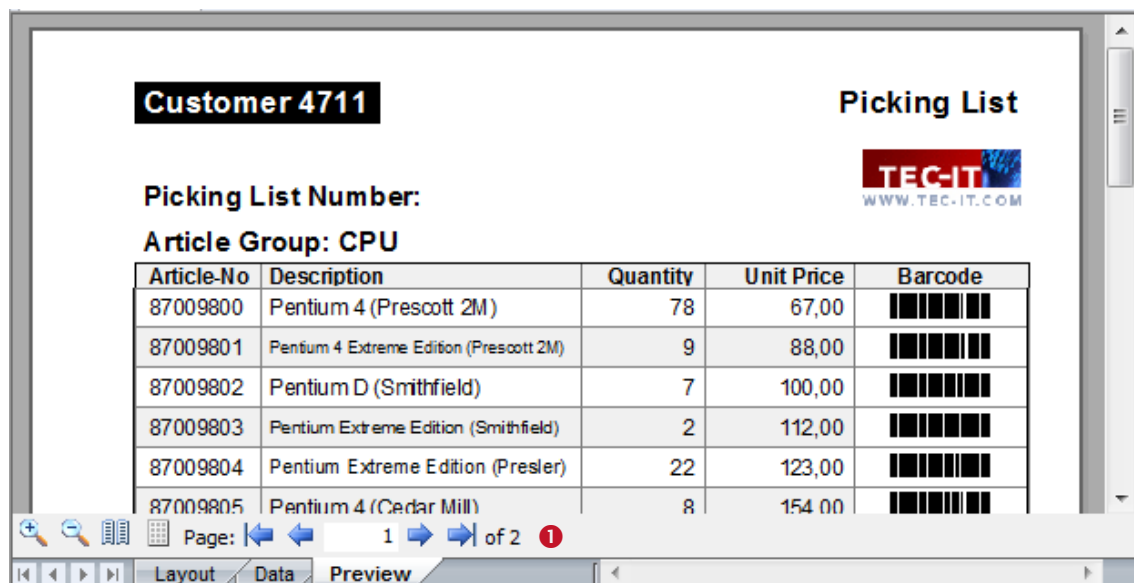 Customer 4711 Picking List
TEC-IT
WWW.TEC-IT.COM
Picking List Number:
Article Group: CPU
Article-No Description Quantity Unit Price Barcode
87009800 Pentium 4 (Prescott 2M) 78 67,00
87009801 Pentium 4 Extreme Edition (Prescott 2M) 9 88,00
87009802 Pentium D (Smithfield) 7 100,00
87009803 Pentium Extreme Edition (Smithfield) 2 112,00
87009804 Pentium Extreme Edition (Presler) 22 123,00
87009805 Pentium 4 (Cedar Mill) 8 154,00
Page: 1 of 2 1
Layout Data Preview